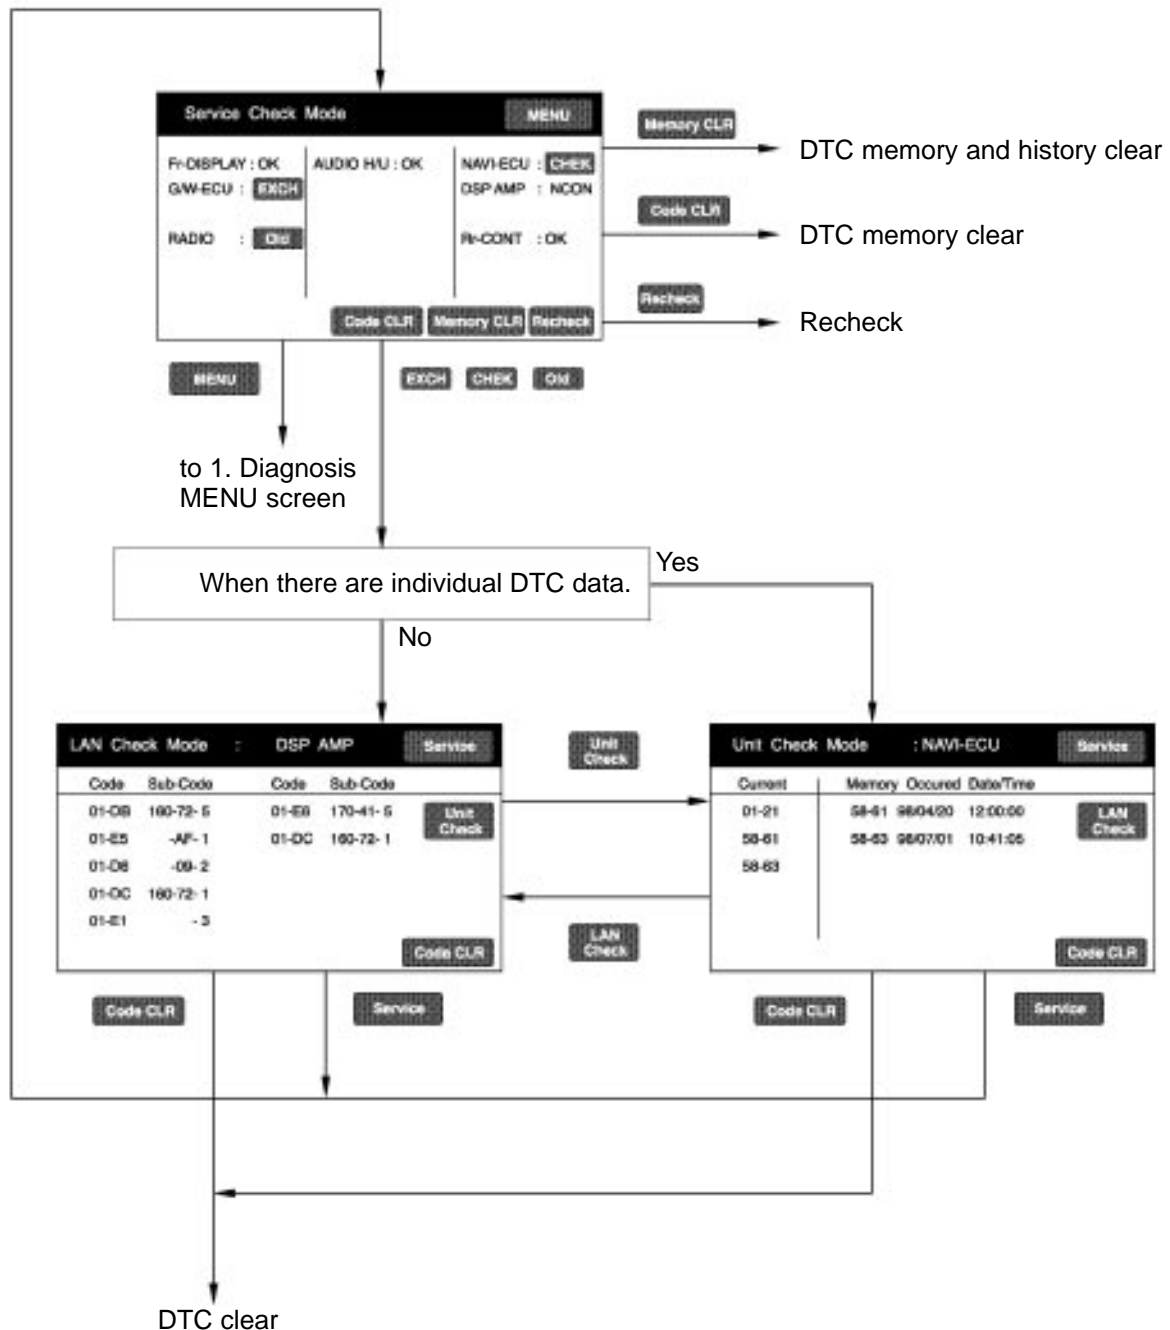 Service Check Mode MENU
Fr-DISPLAY : OK AUDIO H/U : OK NAVI-ECU : CHEK
G/W-ECU : EXCH DSP AMP : NCON
RADIO : Old Rr-CONT : OK
Code CLR Memory CLR Recheck
Memory CLR
DTC memory and history clear
Code CLR
DTC memory clear
Recheck
Recheck
MENU
EXCH CHEK Old
to 1. Diagnosis
MENU screen
When there are individual DTC data.
Yes
No
LAN Check Mode : DSP AMP Service
Code Sub-Code Code Sub-Code
01-DB 160-72- 5 01-E6 170-41- 5
01-E5 -AF- 1 01-DC 160-72- 1
01-D8 -09- 2
01-DC 160-72- 1
01-E1 - 3
Unit
Check
Code CLR
Unit
Check
LAN
Check
Unit Check Mode : NAVI-ECU Service
Current Memory Occured Date/Time
01-21 58-61 98/04/20 12:00:00
58-61 58-63 98/07/01 10:41:05
58-63
LAN
Check
Code CLR
Code CLR
Service
Code CLR
Service
DTC clear